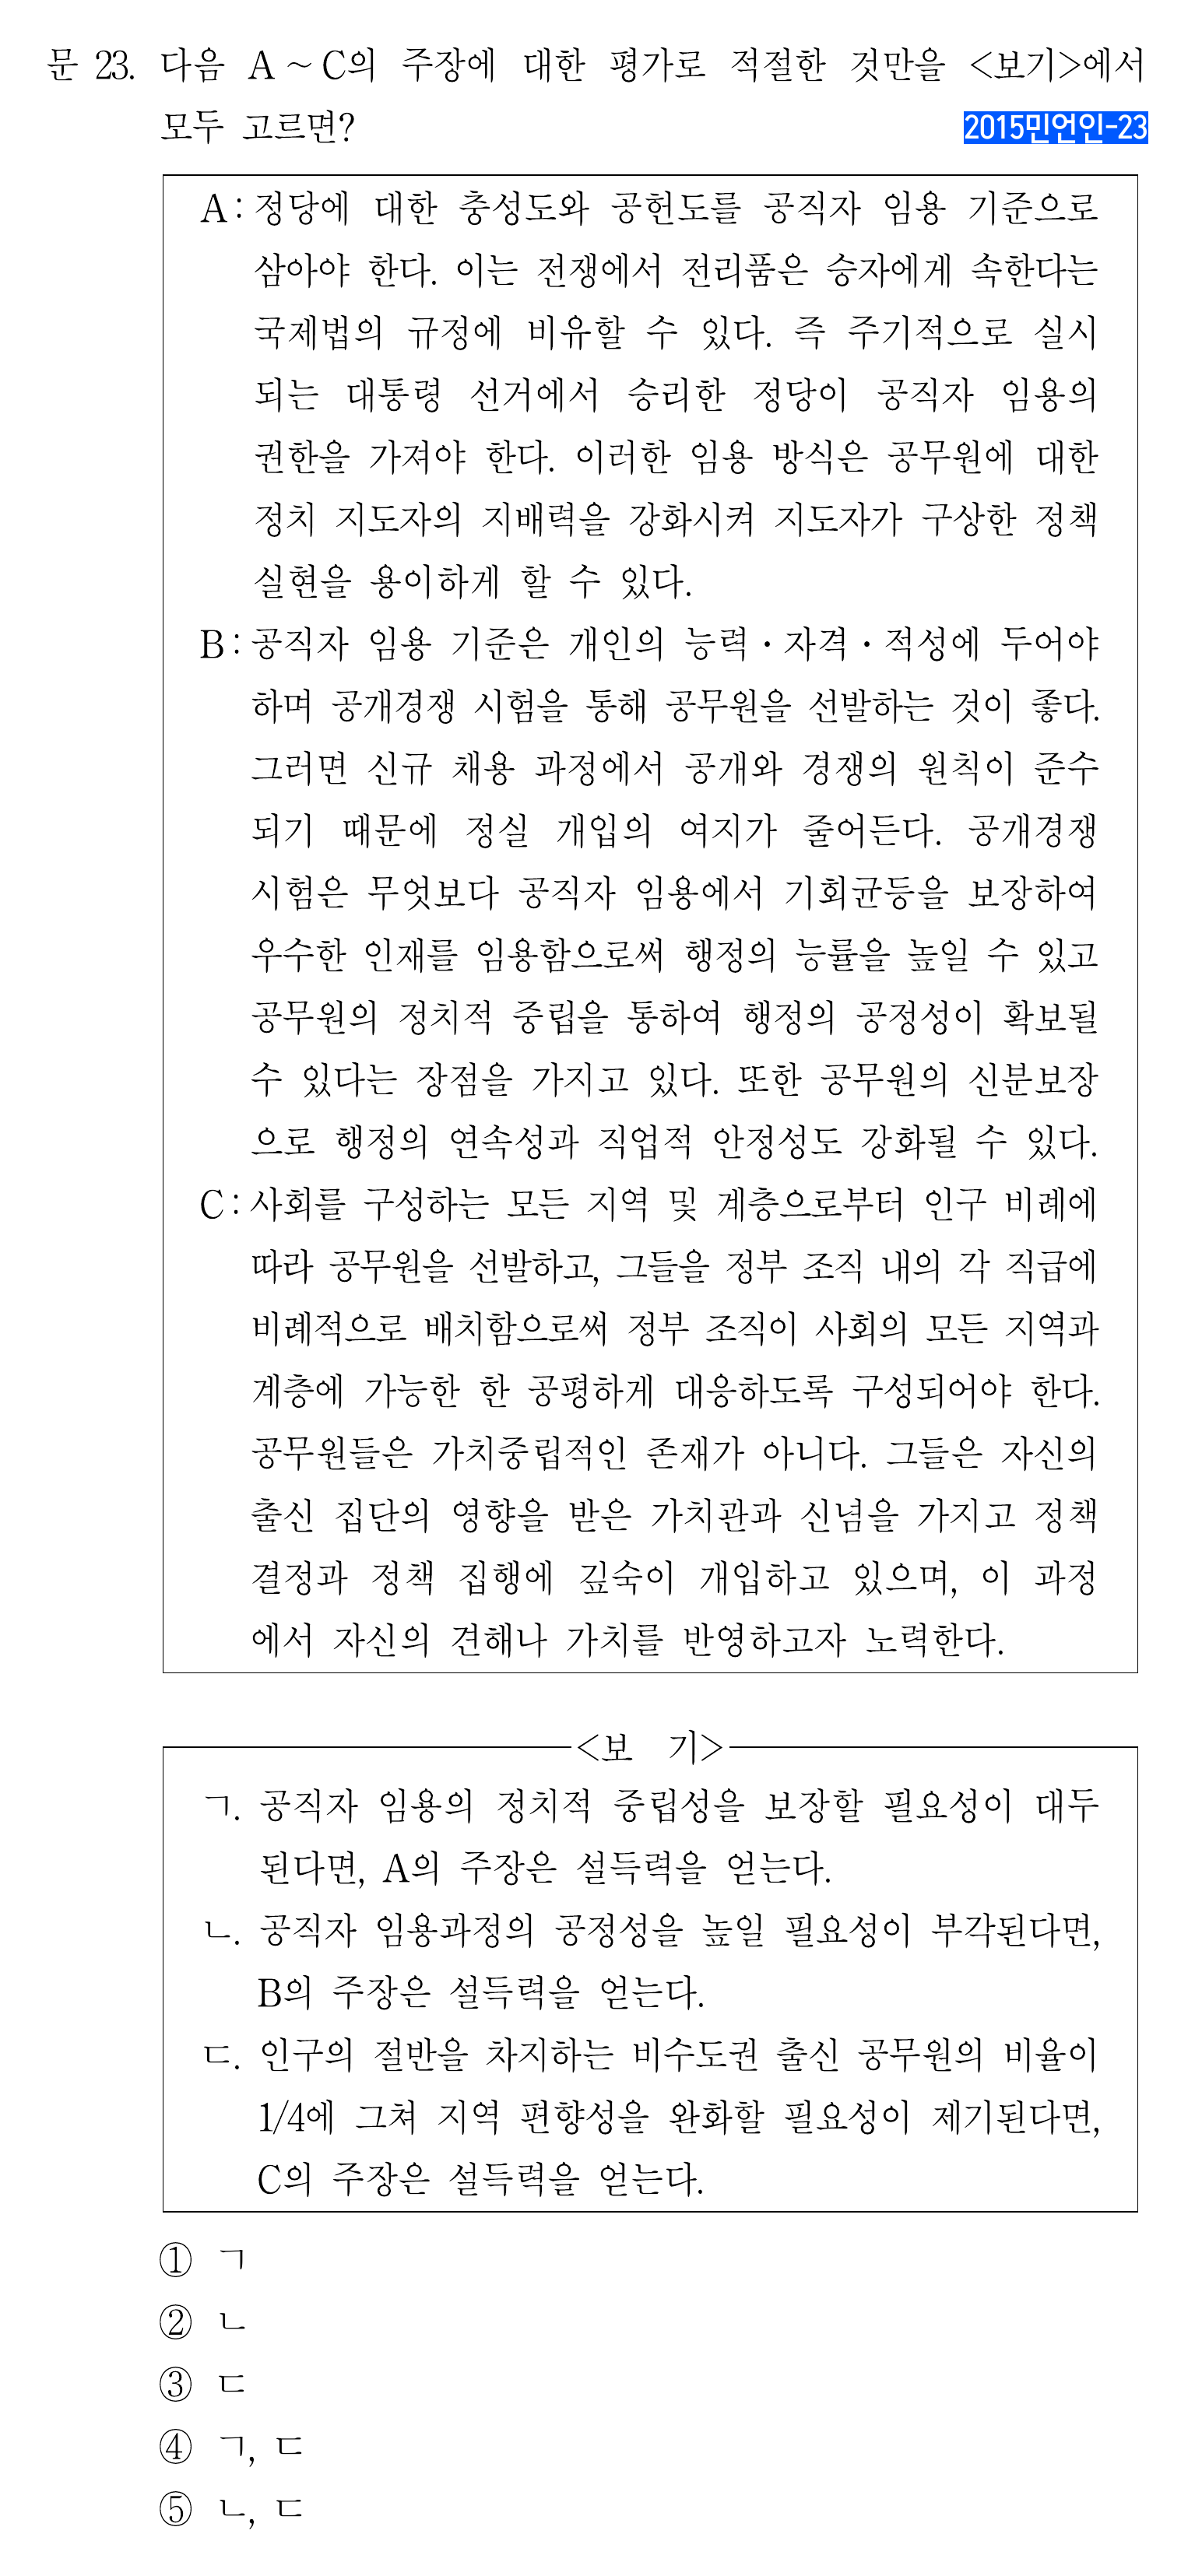 문 23. 다음 A ~ C의 주장에 대한 평가로 적절한 것만을 <보기>에서
모두 고르면?
2015민언인-23
A : 정당에 대한 충성도와 공헌도를 공직자 임용 기준으로
삼아야 한다. 이는 전쟁에서 전리품은 승자에게 속한다는
국제법의 규정에 비유할 수 있다. 즉 주기적으로 실시
되는 대통령 선거에서 승리한 정당이 공직자 임용의
권한을 가져야 한다. 이러한 임용 방식은 공무원에 대한
정치 지도자의 지배력을 강화시켜 지도자가 구상한 정책
실현을 용이하게 할 수 있다.
B : 공직자 임용 기준은 개인의 능력・자격・적성에 두어야
하며 공개경쟁 시험을 통해 공무원을 선발하는 것이 좋다.
그러면 신규 채용 과정에서 공개와 경쟁의 원칙이 준수
되기 때문에 정실 개입의 여지가 줄어든다. 공개경쟁
시험은 무엇보다 공직자 임용에서 기회균등을 보장하여
우수한 인재를 임용함으로써 행정의 능률을 높일 수 있고
공무원의 정치적 중립을 통하여 행정의 공정성이 확보될
수 있다는 장점을 가지고 있다. 또한 공무원의 신분보장
으로 행정의 연속성과 직업적 안정성도 강화될 수 있다.
C : 사회를 구성하는 모든 지역 및 계층으로부터 인구 비례에
따라 공무원을 선발하고, 그들을 정부 조직 내의 각 직급에
비례적으로 배치함으로써 정부 조직이 사회의 모든 지역과
계층에 가능한 한 공평하게 대응하도록 구성되어야 한다.
공무원들은 가치중립적인 존재가 아니다. 그들은 자신의
출신 집단의 영향을 받은 가치관과 신념을 가지고 정책
결정과 정책 집행에 깊숙이 개입하고 있으며, 이 과정
에서 자신의 견해나 가치를 반영하고자 노력한다.
<보 기>
ㄱ. 공직자 임용의 정치적 중립성을 보장할 필요성이 대두
된다면, A의 주장은 설득력을 얻는다.
ㄴ. 공직자 임용과정의 공정성을 높일 필요성이 부각된다면,
B의 주장은 설득력을 얻는다.
ㄷ. 인구의 절반을 차지하는 비수도권 출신 공무원의 비율이
1/4에 그쳐 지역 편향성을 완화할 필요성이 제기된다면,
C의 주장은 설득력을 얻는다.
① ㄱ
② ㄴ
③ ㄷ
④ ㄱ, ㄷ
⑤ ㄴ, ㄷ